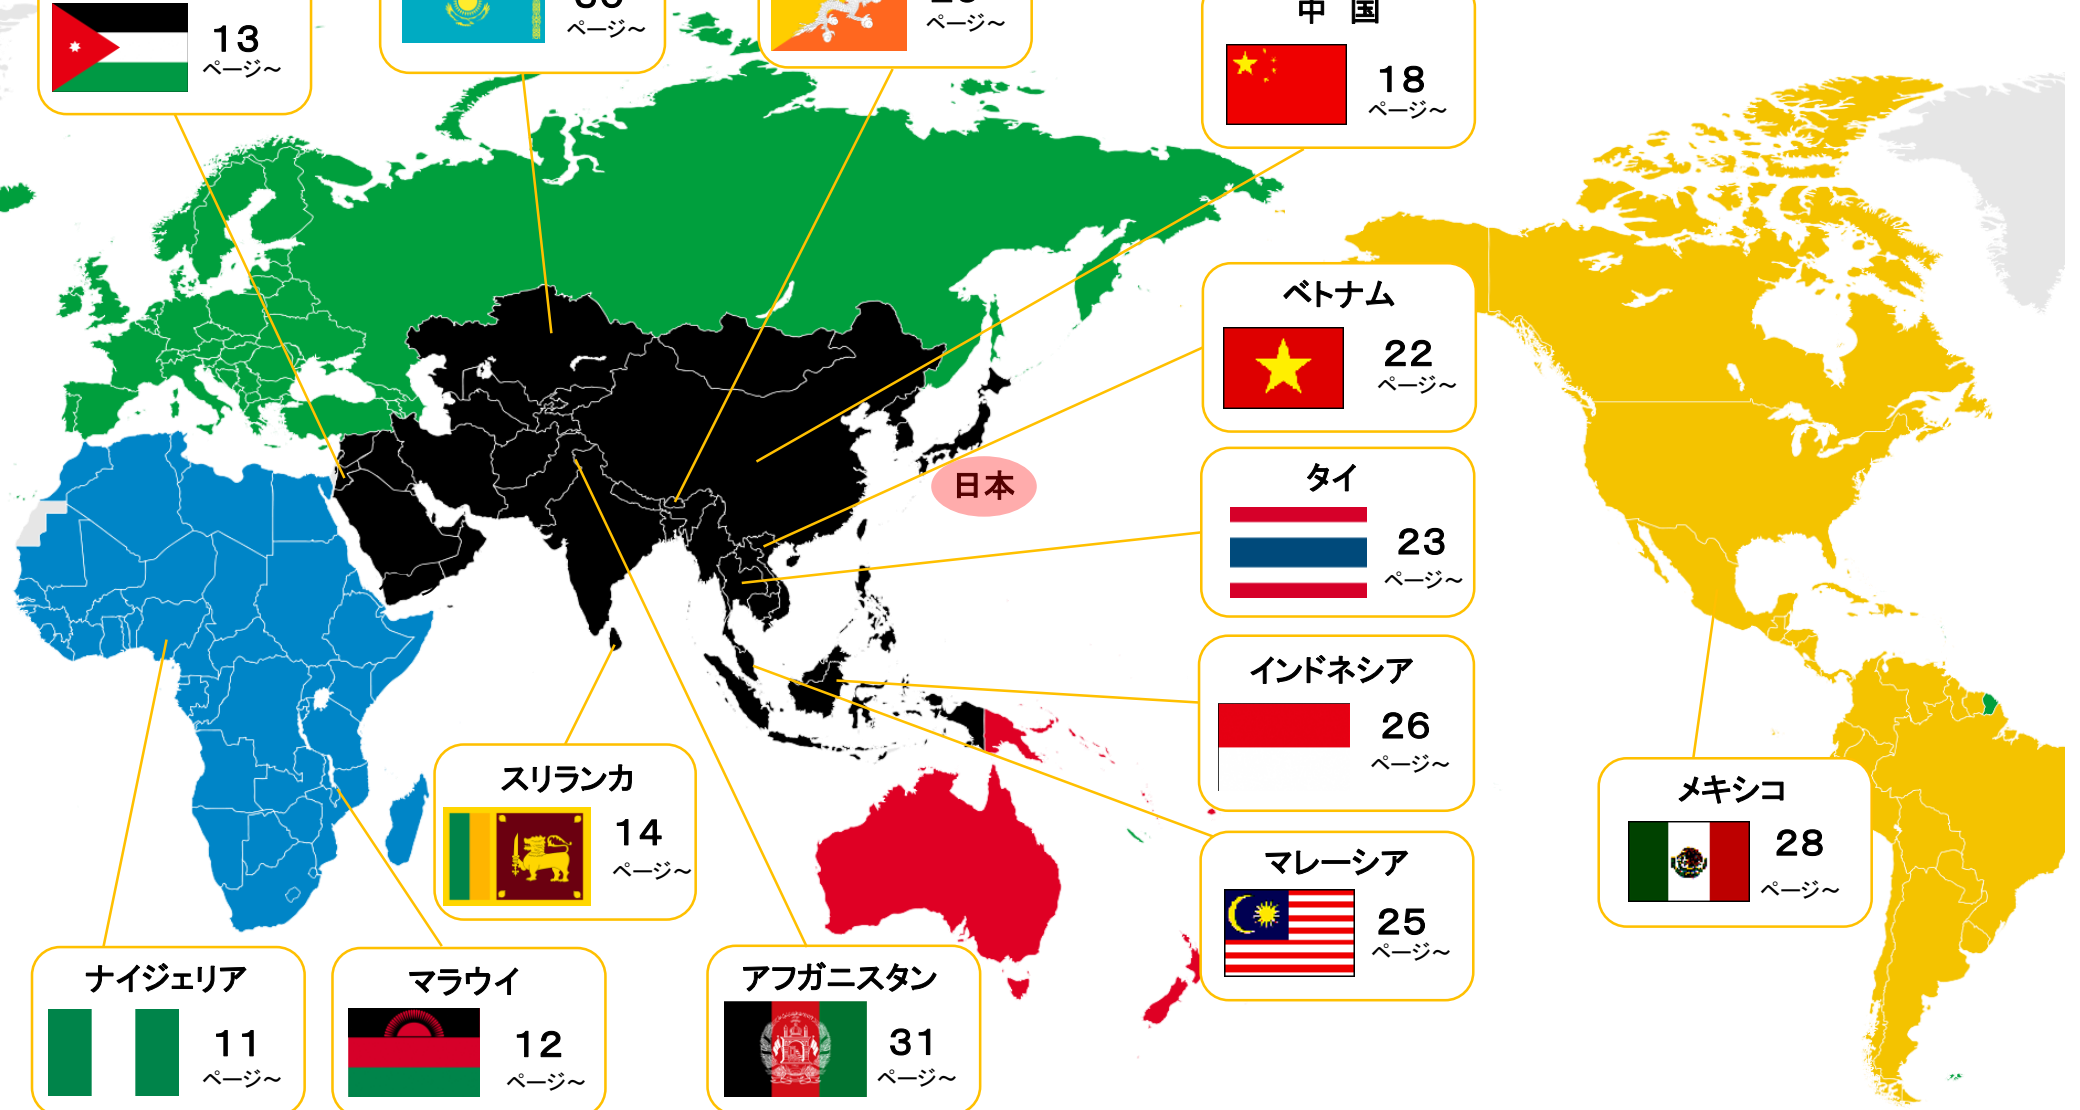 13
ページ～
ページ～
ページ～
中　国
18
ページ～
ベトナム
22
ページ～
日本
タイ
23
ページ～
インドネシア
26
ページ～
スリランカ
14
ページ～
メキシコ
28
ページ～
マレーシア
25
ページ～
ナイジェリア
11
ページ～
マラウイ
12
ページ～
アフガニスタン
31
ページ～